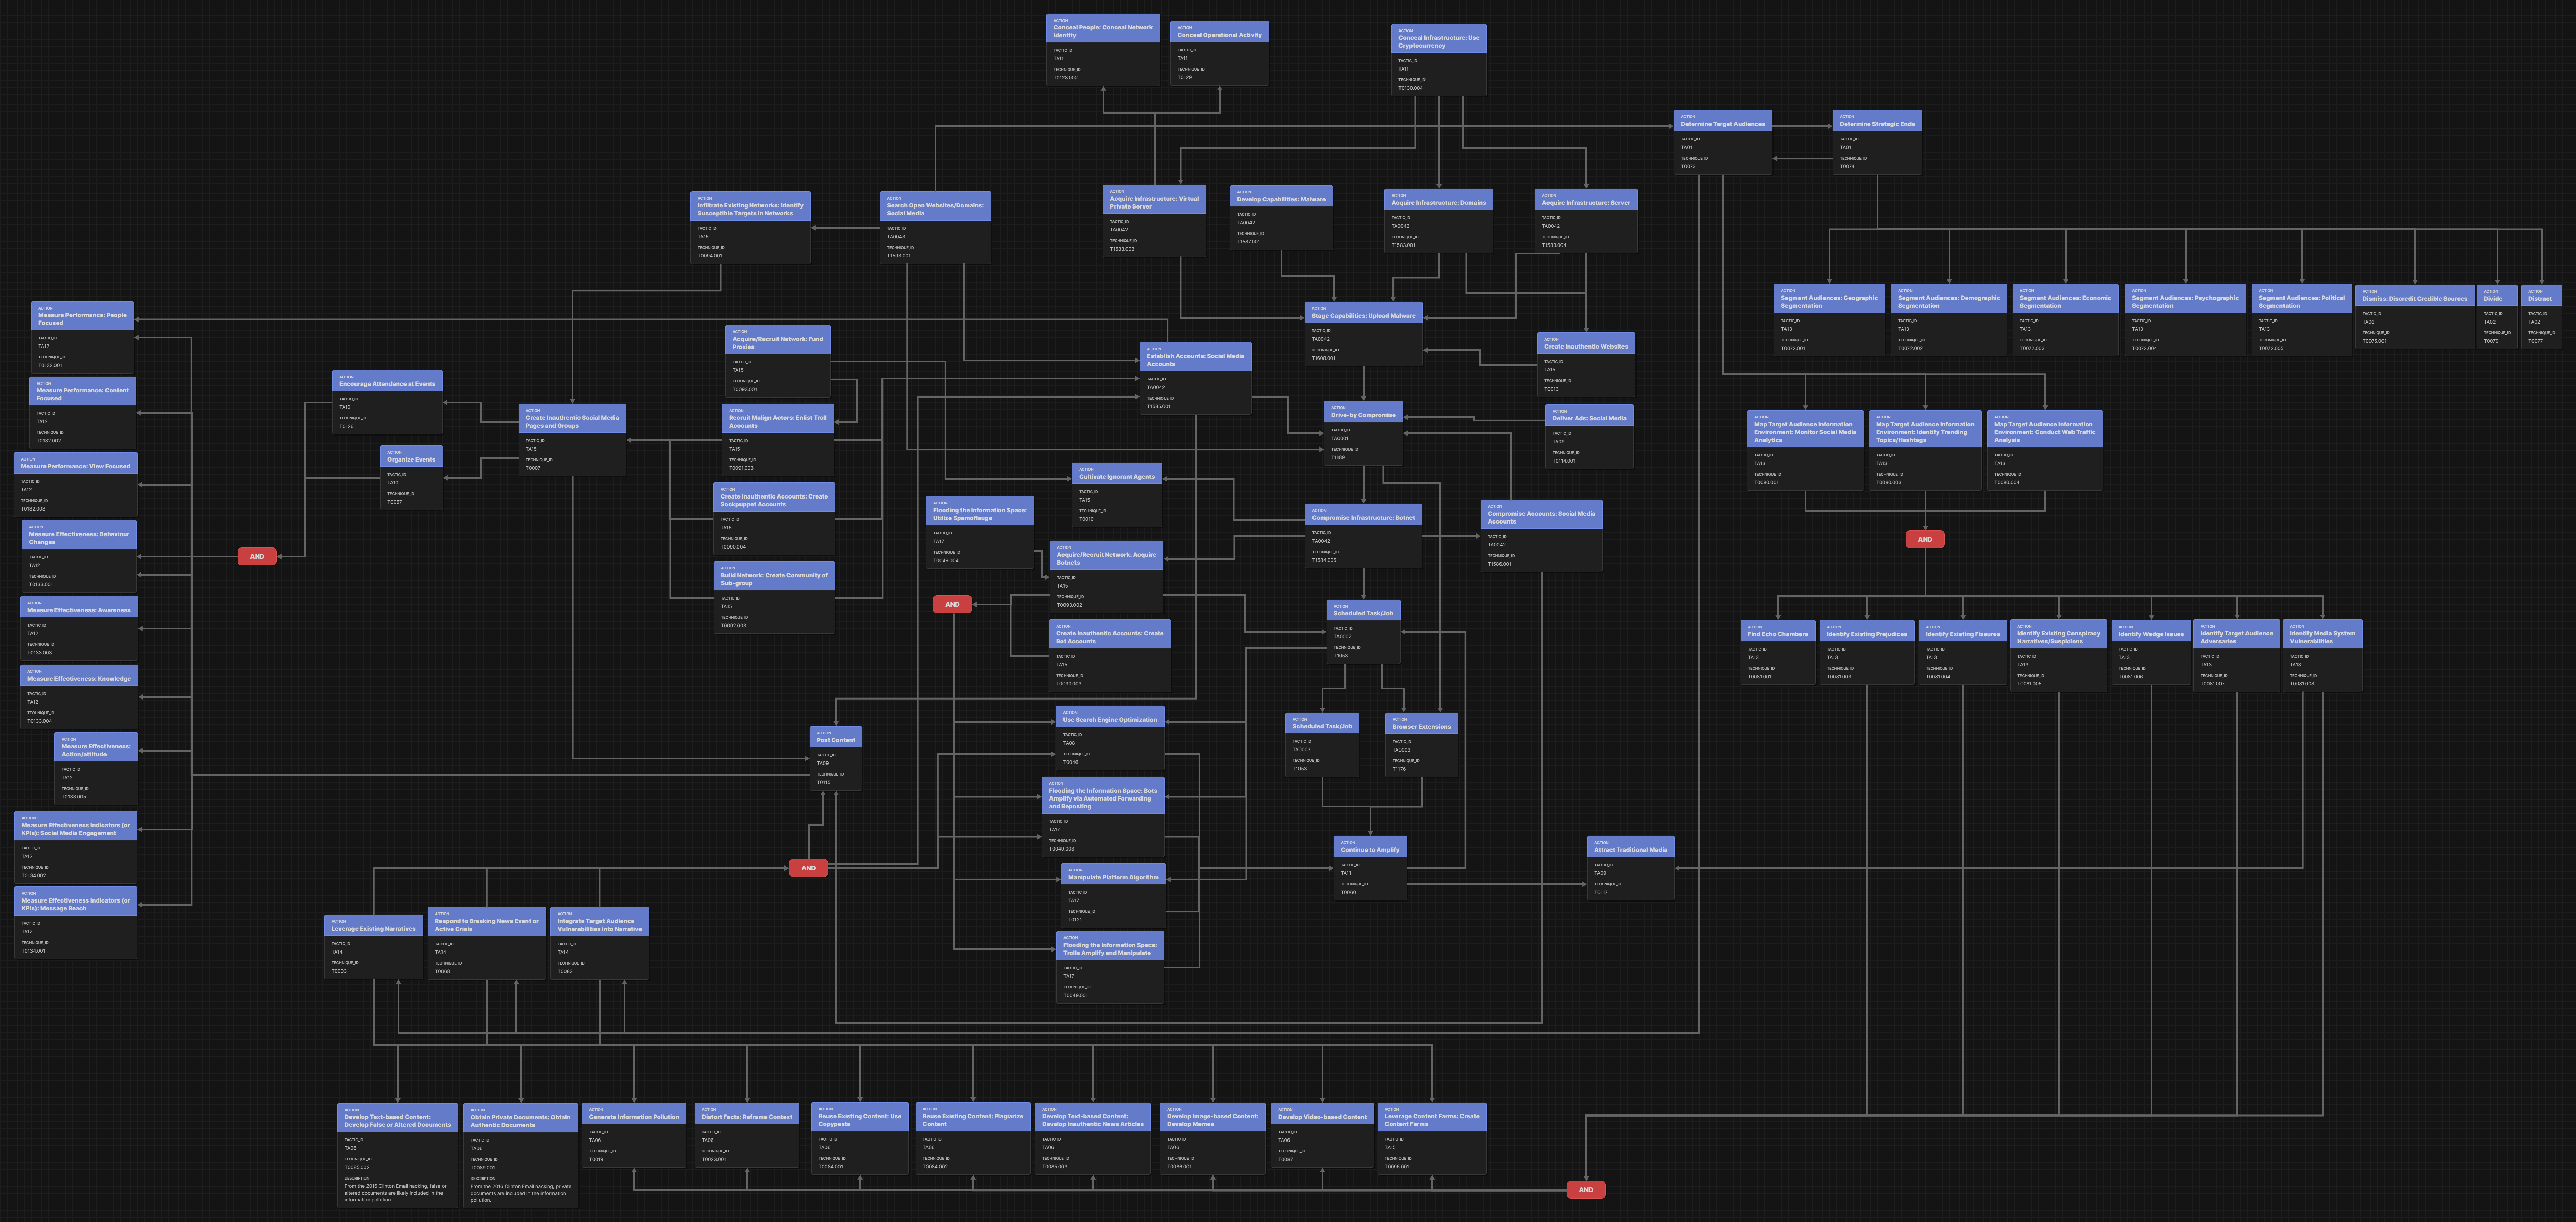 ACTION
Conceal People: Conceal Network
Identity
TACTIC_ID
TA11
TECHNIQUE_ID
T0128.002
ACTION
Conceal Operational Activity
TACTIC_ID
TA11
TECHNIQUE_ID
T0129
ACTION
Conceal Infrastructure: Use
Cryptocurrency
TACTIC_ID
TA11
TECHNIQUE_ID
T0130.004
ACTION
Determine Target Audiences
TACTIC_ID
TA01
TECHNIQUE_ID
T0073
ACTION
Determine Strategic Ends
TACTIC_ID
TA01
TECHNIQUE_ID
T0074
ACTION
Infiltrate Existing Networks: Identify
Susceptible Targets in Networks
TACTIC_ID
TA15
TECHNIQUE_ID
T0094.001
ACTION
Search Open Websites/Domains:
Social Media
TACTIC_ID
TA0043
TECHNIQUE_ID
T1593.001
ACTION
Acquire Infrastructure: Virtual
Private Server
TACTIC_ID
TA0042
TECHNIQUE_ID
T1583.003
ACTION
Develop Capabilities: Malware
TACTIC_ID
TA0042
TECHNIQUE_ID
T1587.001
ACTION
Acquire Infrastructure: Domains
TACTIC_ID
TA0042
TECHNIQUE_ID
T1583.001
ACTION
Acquire Infrastructure: Server
TACTIC_ID
TA0042
TECHNIQUE_ID
T1583.004
ACTION
Segment Audiences: Geographic
Segmentation
TACTIC_ID
TA13
TECHNIQUE_ID
T0072.001
ACTION
Segment Audiences: Demographic
Segmentation
TACTIC_ID
TA13
TECHNIQUE_ID
T0072.002
ACTION
Segment Audiences: Economic
Segmentation
TACTIC_ID
TA13
TECHNIQUE_ID
T0072.003
ACTION
Segment Audiences: Psychographic
Segmentation
TACTIC_ID
TA13
TECHNIQUE_ID
T0072.004
ACTION
Segment Audiences: Political
Segmentation
TACTIC_ID
TA13
TECHNIQUE_ID
T0072.005
ACTION
Dismiss: Discredit Credible Sources
TACTIC_ID
TA02
TECHNIQUE_ID
T0075.001
ACTION
Divide
TACTIC_ID
TA02
TECHNIQUE_ID
T0079
ACTION
Distract
TACTIC_ID
TA02
TECHNIQUE_ID
T0077
ACTION
Measure Performance: People
Focused
TACTIC_ID
TA12
TECHNIQUE_ID
T0132.001
ACTION
Stage Capabilities: Upload Malware
TACTIC_ID
TA0042
TECHNIQUE_ID
T1608.001
ACTION
Acquire/Recruit Network: Fund
Proxies
TACTIC_ID
TA15
TECHNIQUE_ID
T0093.001
ACTION
Establish Accounts: Social Media
Accounts
TACTIC_ID
TA0042
TECHNIQUE_ID
T1585.001
ACTION
Create Inauthentic Websites
TACTIC_ID
TA15
TECHNIQUE_ID
T0013
ACTION
Measure Performance: Content
Focused
TACTIC_ID
TA12
TECHNIQUE_ID
T0132.002
ACTION
Encourage Attendance at Events
TACTIC_ID
TA10
TECHNIQUE_ID
T0126
ACTION
Create Inauthentic Social Media
Pages and Groups
TACTIC_ID
TA15
TECHNIQUE_ID
T0007
ACTION
Recruit Malign Actors: Enlist Troll
Accounts
TACTIC_ID
TA15
TECHNIQUE_ID
T0091.003
ACTION
Drive-by Compromise
TACTIC_ID
TA0001
TECHNIQUE_ID
T1189
ACTION
Deliver Ads: Social Media
TACTIC_ID
TA09
TECHNIQUE_ID
T0114.001
ACTION
Map Target Audience Information
Environment: Monitor Social Media
Analytics
TACTIC_ID
TA13
TECHNIQUE_ID
T0080.001
ACTION
Map Target Audience Information
Environment: Identify Trending
Topics/Hashtags
TACTIC_ID
TA13
TECHNIQUE_ID
T0080.003
ACTION
Map Target Audience Information
Environment: Conduct Web Traffic
Analysis
TACTIC_ID
TA13
TECHNIQUE_ID
T0080.004
ACTION
Measure Performance: View Focused
TACTIC_ID
TA12
TECHNIQUE_ID
T0132.003
ACTION
Organize Events
TACTIC_ID
TA10
TECHNIQUE_ID
T0057
ACTION
Cultivate Ignorant Agents
TACTIC_ID
TA15
TECHNIQUE_ID
T0010
ACTION
Create Inauthentic Accounts: Create
Sockpuppet Accounts
TACTIC_ID
TA15
TECHNIQUE_ID
T0090.004
ACTION
Flooding the Information Space:
Utilize Spamoflauge
TACTIC_ID
TA17
TECHNIQUE_ID
T0049.004
ACTION
Compromise Infrastructure: Botnet
TACTIC_ID
TA0042
TECHNIQUE_ID
T1584.005
ACTION
Compromise Accounts: Social Media
Accounts
TACTIC_ID
TA0042
TECHNIQUE_ID
T1586.001
ACTION
Measure Effectiveness: Behaviour
Changes
TACTIC_ID
TA12
TECHNIQUE_ID
T0133.001
AND
AND
ACTION
Acquire/Recruit Network: Acquire
Botnets
TACTIC_ID
TA15
TECHNIQUE_ID
T0093.002
ACTION
Build Network: Create Community of
Sub-group
TACTIC_ID
TA15
TECHNIQUE_ID
T0092.003
AND
ACTION
Measure Effectiveness: Awareness
TACTIC_ID
TA12
TECHNIQUE_ID
T0133.003
ACTION
Create Inauthentic Accounts: Create
Bot Accounts
TACTIC_ID
TA15
TECHNIQUE_ID
T0090.003
ACTION
Scheduled Task/Job
TACTIC_ID
TA0002
TECHNIQUE_ID
T1053
ACTION
Find Echo Chambers
TACTIC_ID
TA13
TECHNIQUE_ID
T0081.001
ACTION
Identify Existing Prejudices
TACTIC_ID
TA13
TECHNIQUE_ID
T0081.003
ACTION
Identify Existing Fissures
TACTIC_ID
TA13
TECHNIQUE_ID
T0081.004
ACTION
Identify Existing Conspiracy
Narratives/Suspicions
TACTIC_ID
TA13
TECHNIQUE_ID
T0081.005
ACTION
Identify Wedge Issues
TACTIC_ID
TA13
TECHNIQUE_ID
T0081.006
ACTION
Identify Target Audience
Adversaries
TACTIC_ID
TA13
TECHNIQUE_ID
T0081.007
ACTION
Identify Media System
Vulnerabilities
TACTIC_ID
TA13
TECHNIQUE_ID
T0081.008
ACTION
Measure Effectiveness: Knowledge
TACTIC_ID
TA12
TECHNIQUE_ID
T0133.004
ACTION
Use Search Engine Optimization
TACTIC_ID
TA08
TECHNIQUE_ID
T0046
ACTION
Scheduled Task/Job
TACTIC_ID
TA0003
TECHNIQUE_ID
T1053
ACTION
Browser Extensions
TACTIC_ID
TA0003
TECHNIQUE_ID
T1176
ACTION
Measure Effectiveness:
Action/attitude
TACTIC_ID
TA12
TECHNIQUE_ID
T0133.005
ACTION
Post Content
TACTIC_ID
TA09
TECHNIQUE_ID
T0115
ACTION
Flooding the Information Space: Bots
Amplify via Automated Forwarding
and Reposting
TACTIC_ID
TA17
TECHNIQUE_ID
T0049.003
ACTION
Measure Effectiveness Indicators (or
KPIs): Social Media Engagement
TACTIC_ID
TA12
TECHNIQUE_ID
T0134.002
AND
ACTION
Manipulate Platform Algorithm
TACTIC_ID
TA17
TECHNIQUE_ID
T0121
ACTION
Continue to Amplify
TACTIC_ID
TA11
TECHNIQUE_ID
T0060
ACTION
Attract Traditional Media
TACTIC_ID
TA09
TECHNIQUE_ID
T0117
ACTION
Measure Effectiveness Indicators (or
KPIs): Message Reach
TACTIC_ID
TA12
TECHNIQUE_ID
T0134.001
ACTION
Leverage Existing Narratives
TACTIC_ID
TA14
TECHNIQUE_ID
T0003
ACTION
Respond to Breaking News Event or
Active Crisis
TACTIC_ID
TA14
TECHNIQUE_ID
T0068
ACTION
Integrate Target Audience
Vulnerabilities into Narrative
TACTIC_ID
TA14
TECHNIQUE_ID
T0083
ACTION
Flooding the Information Space:
Trolls Amplify and Manipulate
TACTIC_ID
TA17
TECHNIQUE_ID
T0049.001
ACTION
Develop Text-based Content:
Develop False or Altered Documents
TACTIC_ID
TA06
TECHNIQUE_ID
T0085.002
DESCRIPTION
From the 2016 Clinton Email hacking, false or
altered documents are likely included in the
information pollution.
ACTION
Obtain Private Documents: Obtain
Authentic Documents
TACTIC_ID
TA06
TECHNIQUE_ID
T0089.001
DESCRIPTION
From the 2016 Clinton Email hacking, private
documents are included in the information
pollution.
ACTION
Generate Information Pollution
TACTIC_ID
TA06
TECHNIQUE_ID
T0019
ACTION
Distort Facts: Reframe Context
TACTIC_ID
TA06
TECHNIQUE_ID
T0023.001
ACTION
Reuse Existing Content: Use
Copypasta
TACTIC_ID
TA06
TECHNIQUE_ID
T0084.001
ACTION
Reuse Existing Content: Plagiarize
Content
TACTIC_ID
TA06
TECHNIQUE_ID
T0084.002
ACTION
Develop Text-based Content:
Develop Inauthentic News Articles
TACTIC_ID
TA06
TECHNIQUE_ID
T0085.003
ACTION
Develop Image-based Content:
Develop Memes
TACTIC_ID
TA06
TECHNIQUE_ID
T0086.001
ACTION
Develop Video-based Content
TACTIC_ID
TA06
TECHNIQUE_ID
T0087
ACTION
Leverage Content Farms: Create
Content Farms
TACTIC_ID
TA15
TECHNIQUE_ID
T0096.001
AND